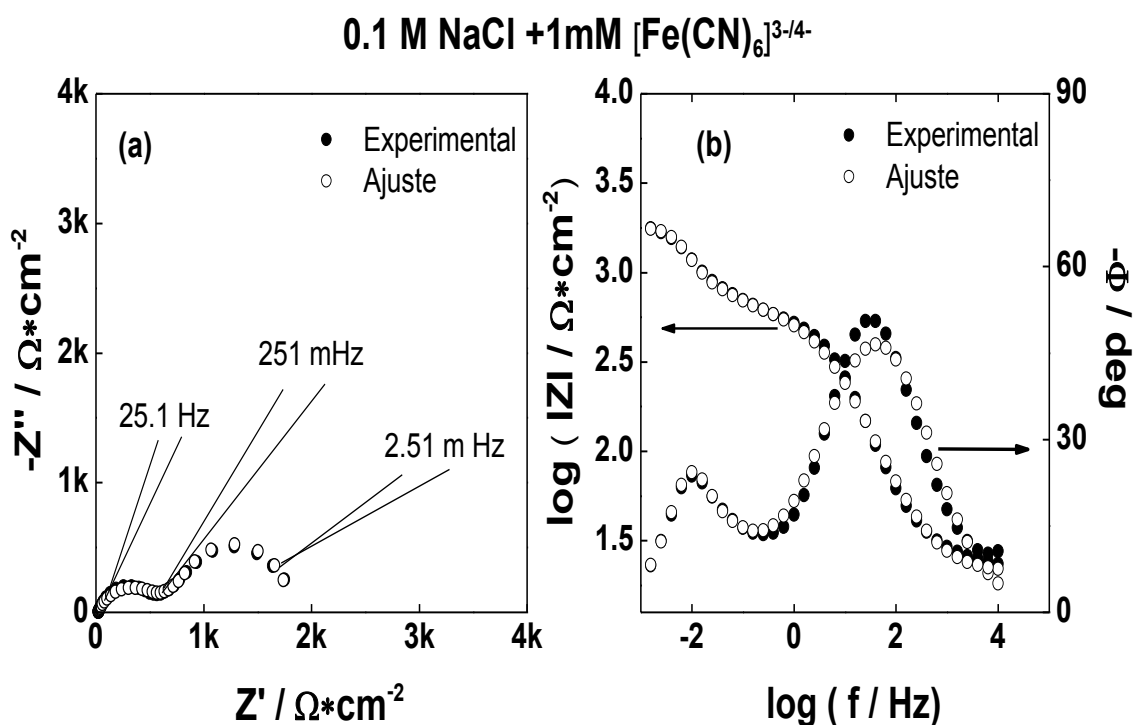 0.1 M NaCl +1mM [Fe(CN)₆]³⁻/⁴⁻
(a)
Experimental
Ajuste
25.1 Hz
251 mHz
2.51 m Hz
-Z'' / Ω*cm⁻²
4k
3k
2k
1k
0
0
1k
2k
3k
4k
Z' / Ω*cm⁻²
(b)
Experimental
Ajuste
log ( IZI / Ω*cm⁻²)
4.0
3.5
3.0
2.5
2.0
1.5
-2
0
2
4
log ( f / Hz)
90
60
30
0
-Φ / deg